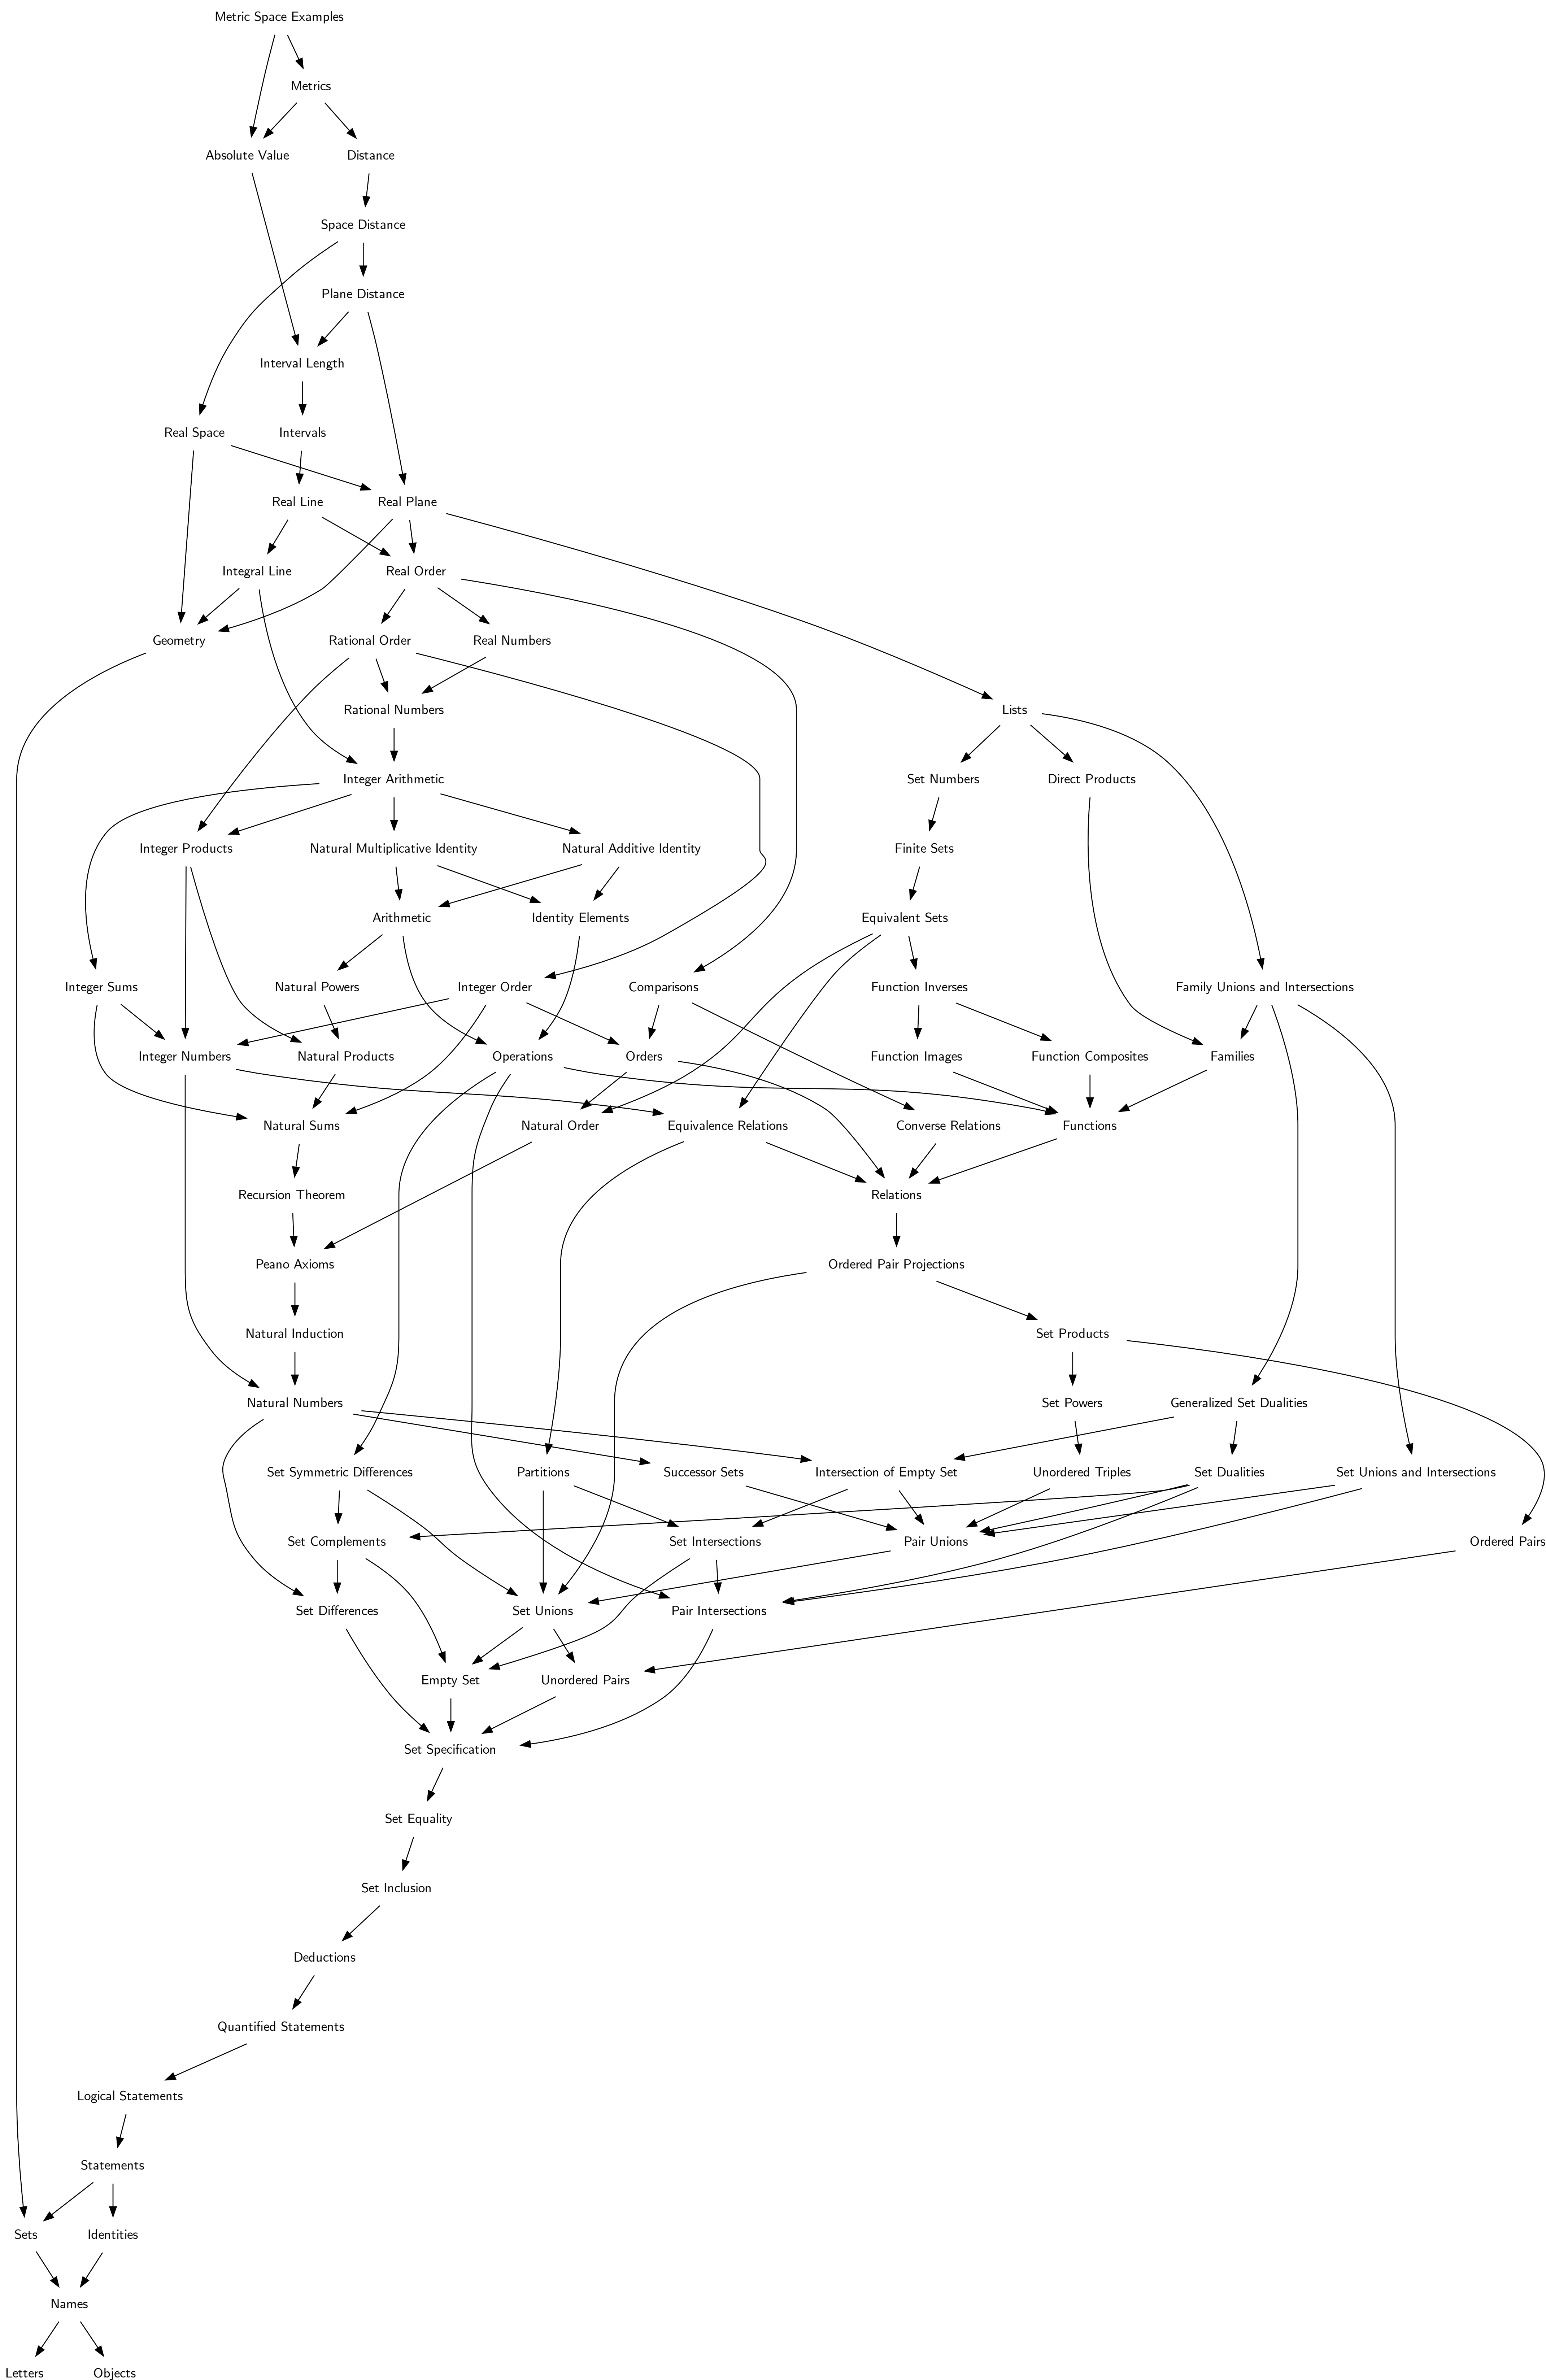 Metric Space Examples
Metrics
Absolute Value
Distance
Space Distance
Plane Distance
Interval Length
Real Space
Intervals
Real Line
Real Plane
Integral Line
Real Order
Geometry
Rational Order
Real Numbers
Rational Numbers
Lists
Integer Arithmetic
Set Numbers
Direct Products
Integer Products
Natural Multiplicative Identity
Natural Additive Identity
Finite Sets
Arithmetic
Identity Elements
Equivalent Sets
Integer Sums
Natural Powers
Integer Order
Comparisons
Function Inverses
Family Unions and Intersections
Integer Numbers
Natural Products
Operations
Orders
Function Images
Function Composites
Families
Natural Sums
Natural Order
Equivalence Relations
Converse Relations
Functions
Recursion Theorem
Relations
Peano Axioms
Ordered Pair Projections
Natural Induction
Set Products
Natural Numbers
Set Powers
Generalized Set Dualities
Set Symmetric Differences
Partitions
Successor Sets
Intersection of Empty Set
Unordered Triples
Set Dualities
Set Unions and Intersections
Set Complements
Set Intersections
Pair Unions
Ordered Pairs
Set Differences
Set Unions
Pair Intersections
Empty Set
Unordered Pairs
Set Specification
Set Equality
Set Inclusion
Deductions
Quantified Statements
Logical Statements
Statements
Sets
Identities
Names
Letters
Objects